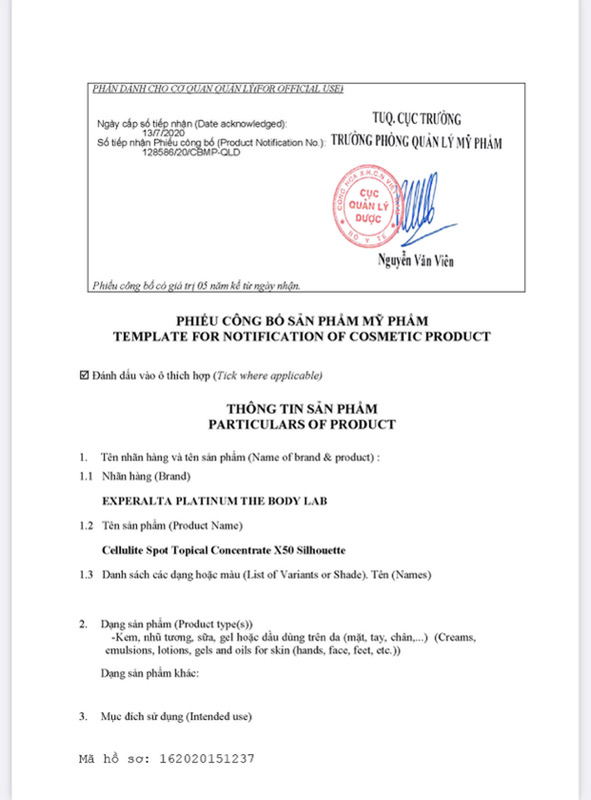 PHẦN DÀNH CHO CƠ QUAN QUẢN LÝ(FOR OFFICIAL USE)
Ngày cấp số tiếp nhận (Date acknowledged):
13/7/2020
Số tiếp nhận Phiếu công bố (Product Notification No.):
128586/20/CBMP-QLD
TUQ. CỤC TRƯỞNG
TRƯỞNG PHÒNG QUẢN LÝ MỸ PHẨM
CỘNG HÒA X.H.C.N VIỆT
CỤC
QUẢN LÝ
DƯỢC
BỘ Y TẾ
Nguyễn Văn Viên
Phiếu công bố có giá trị 05 năm kể từ ngày nhận.
PHIẾU CÔNG BỐ SẢN PHẨM MỸ PHẨM
TEMPLATE FOR NOTIFICATION OF COSMETIC PRODUCT
☑ Đánh dấu vào ô thích hợp (Tick where applicable)
THÔNG TIN SẢN PHẨM
PARTICULARS OF PRODUCT
1. Tên nhãn hàng và tên sản phẩm (Name of brand & product) :
1.1 Nhãn hàng (Brand)
EXPERALTA PLATINUM THE BODY LAB
1.2 Tên sản phẩm (Product Name)
Cellulite Spot Topical Concentrate X50 Silhouette
1.3 Danh sách các dạng hoặc màu (List of Variants or Shade). Tên (Names)
2. Dạng sản phẩm (Product type(s))
-Kem, nhũ tương, sữa, gel hoặc dầu dùng trên da (mặt, tay, chân,...) (Creams,
emulsions, lotions, gels and oils for skin (hands, face, feet, etc.))
Dạng sản phẩm khác:
3. Mục đích sử dụng (Intended use)
Mã hồ sơ: 162020151237